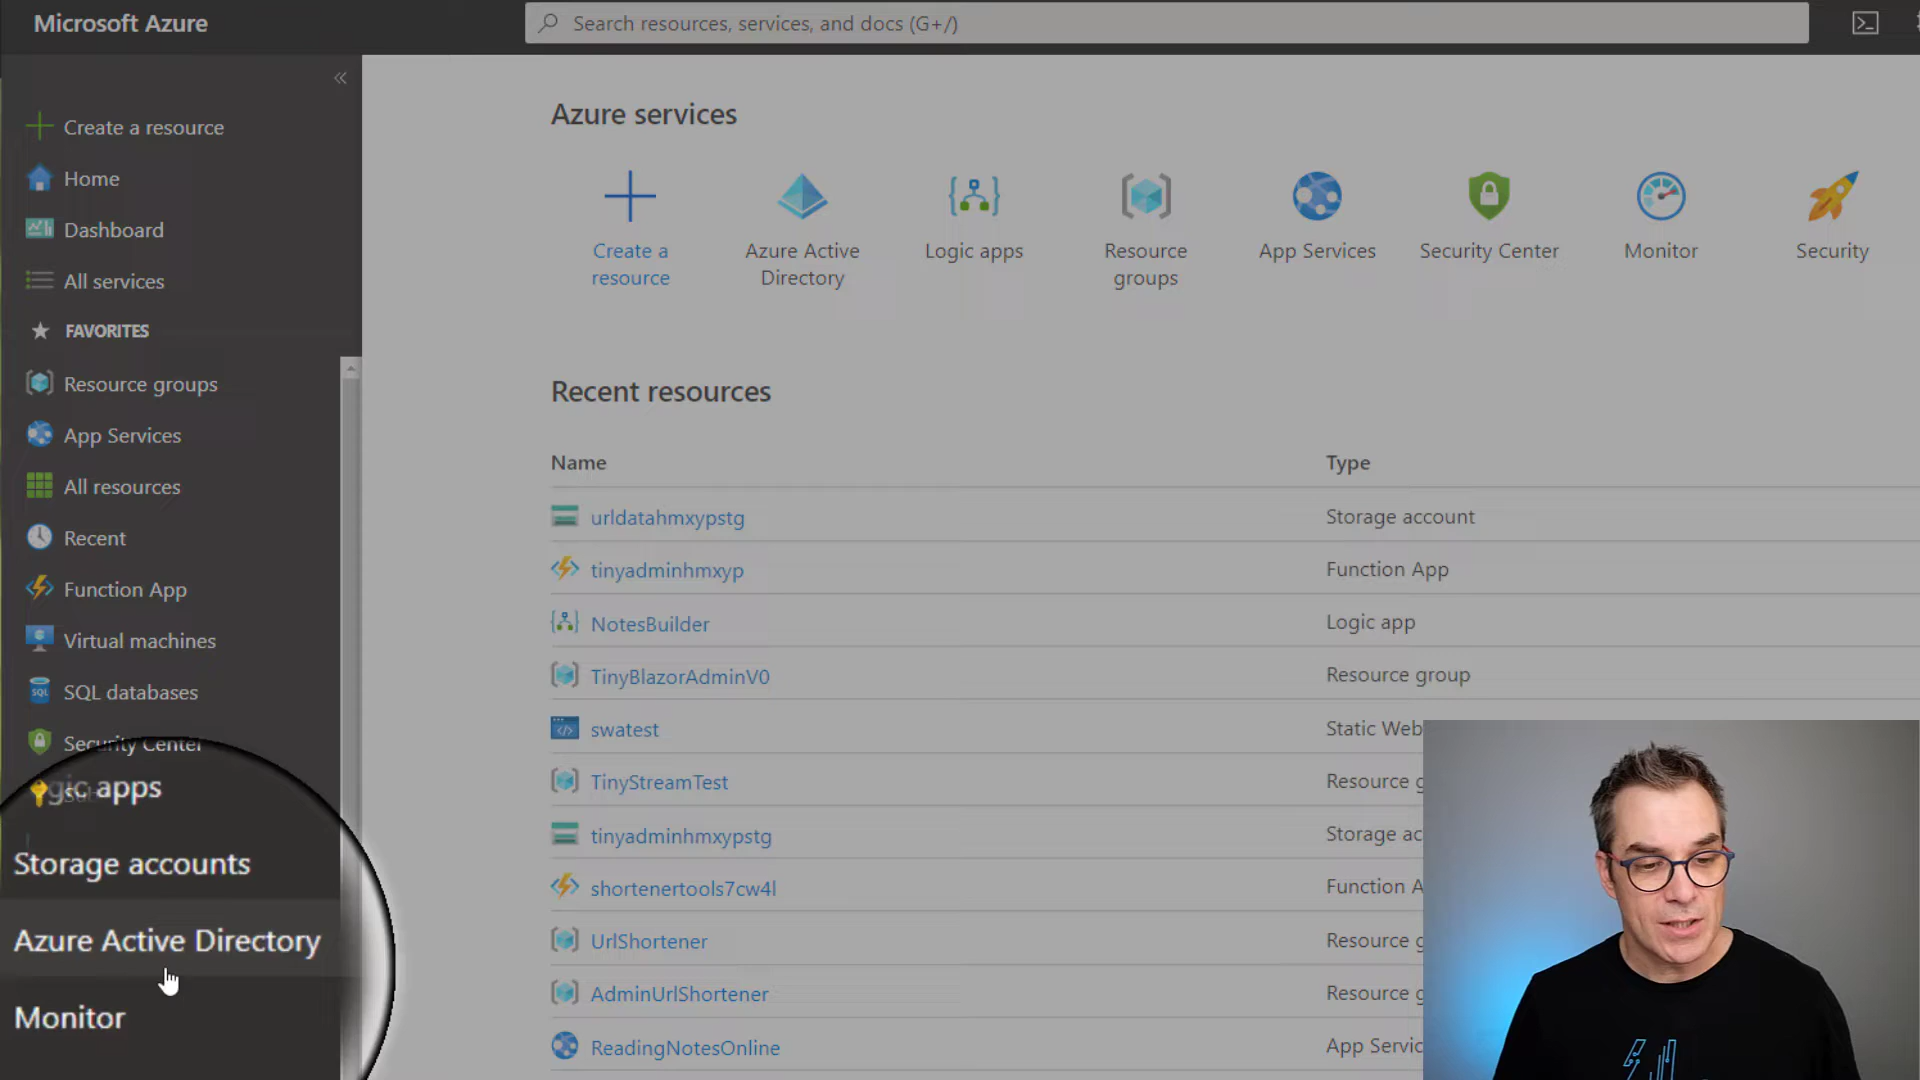 Microsoft Azure
Search resources, services, and docs (G+/)
Create a resource
Home
Dashboard
All services
FAVORITES
Resource groups
App Services
All resources
Recent
Function App
Virtual machines
SQL databases
Security Center
apps
Storage accounts
Azure Active Directory
Monitor
Azure services
Create a
resource
Azure Active
Directory
Logic apps
Resource
groups
App Services
Security Center
Monitor
Security
Recent resources
Name
Type
urldatahmxypstg
Storage account
tinyadminhmxyp
Function App
NotesBuilder
Logic app
TinyBlazorAdminV0
Resource group
swatest
Static Web
TinyStreamTest
Resource g
tinyadminhmxypstg
Storage ac
shortenertools7cw4l
Function A
UrlShortener
Resource g
AdminUrlShortener
Resource g
ReadingNotesOnline
App Servic